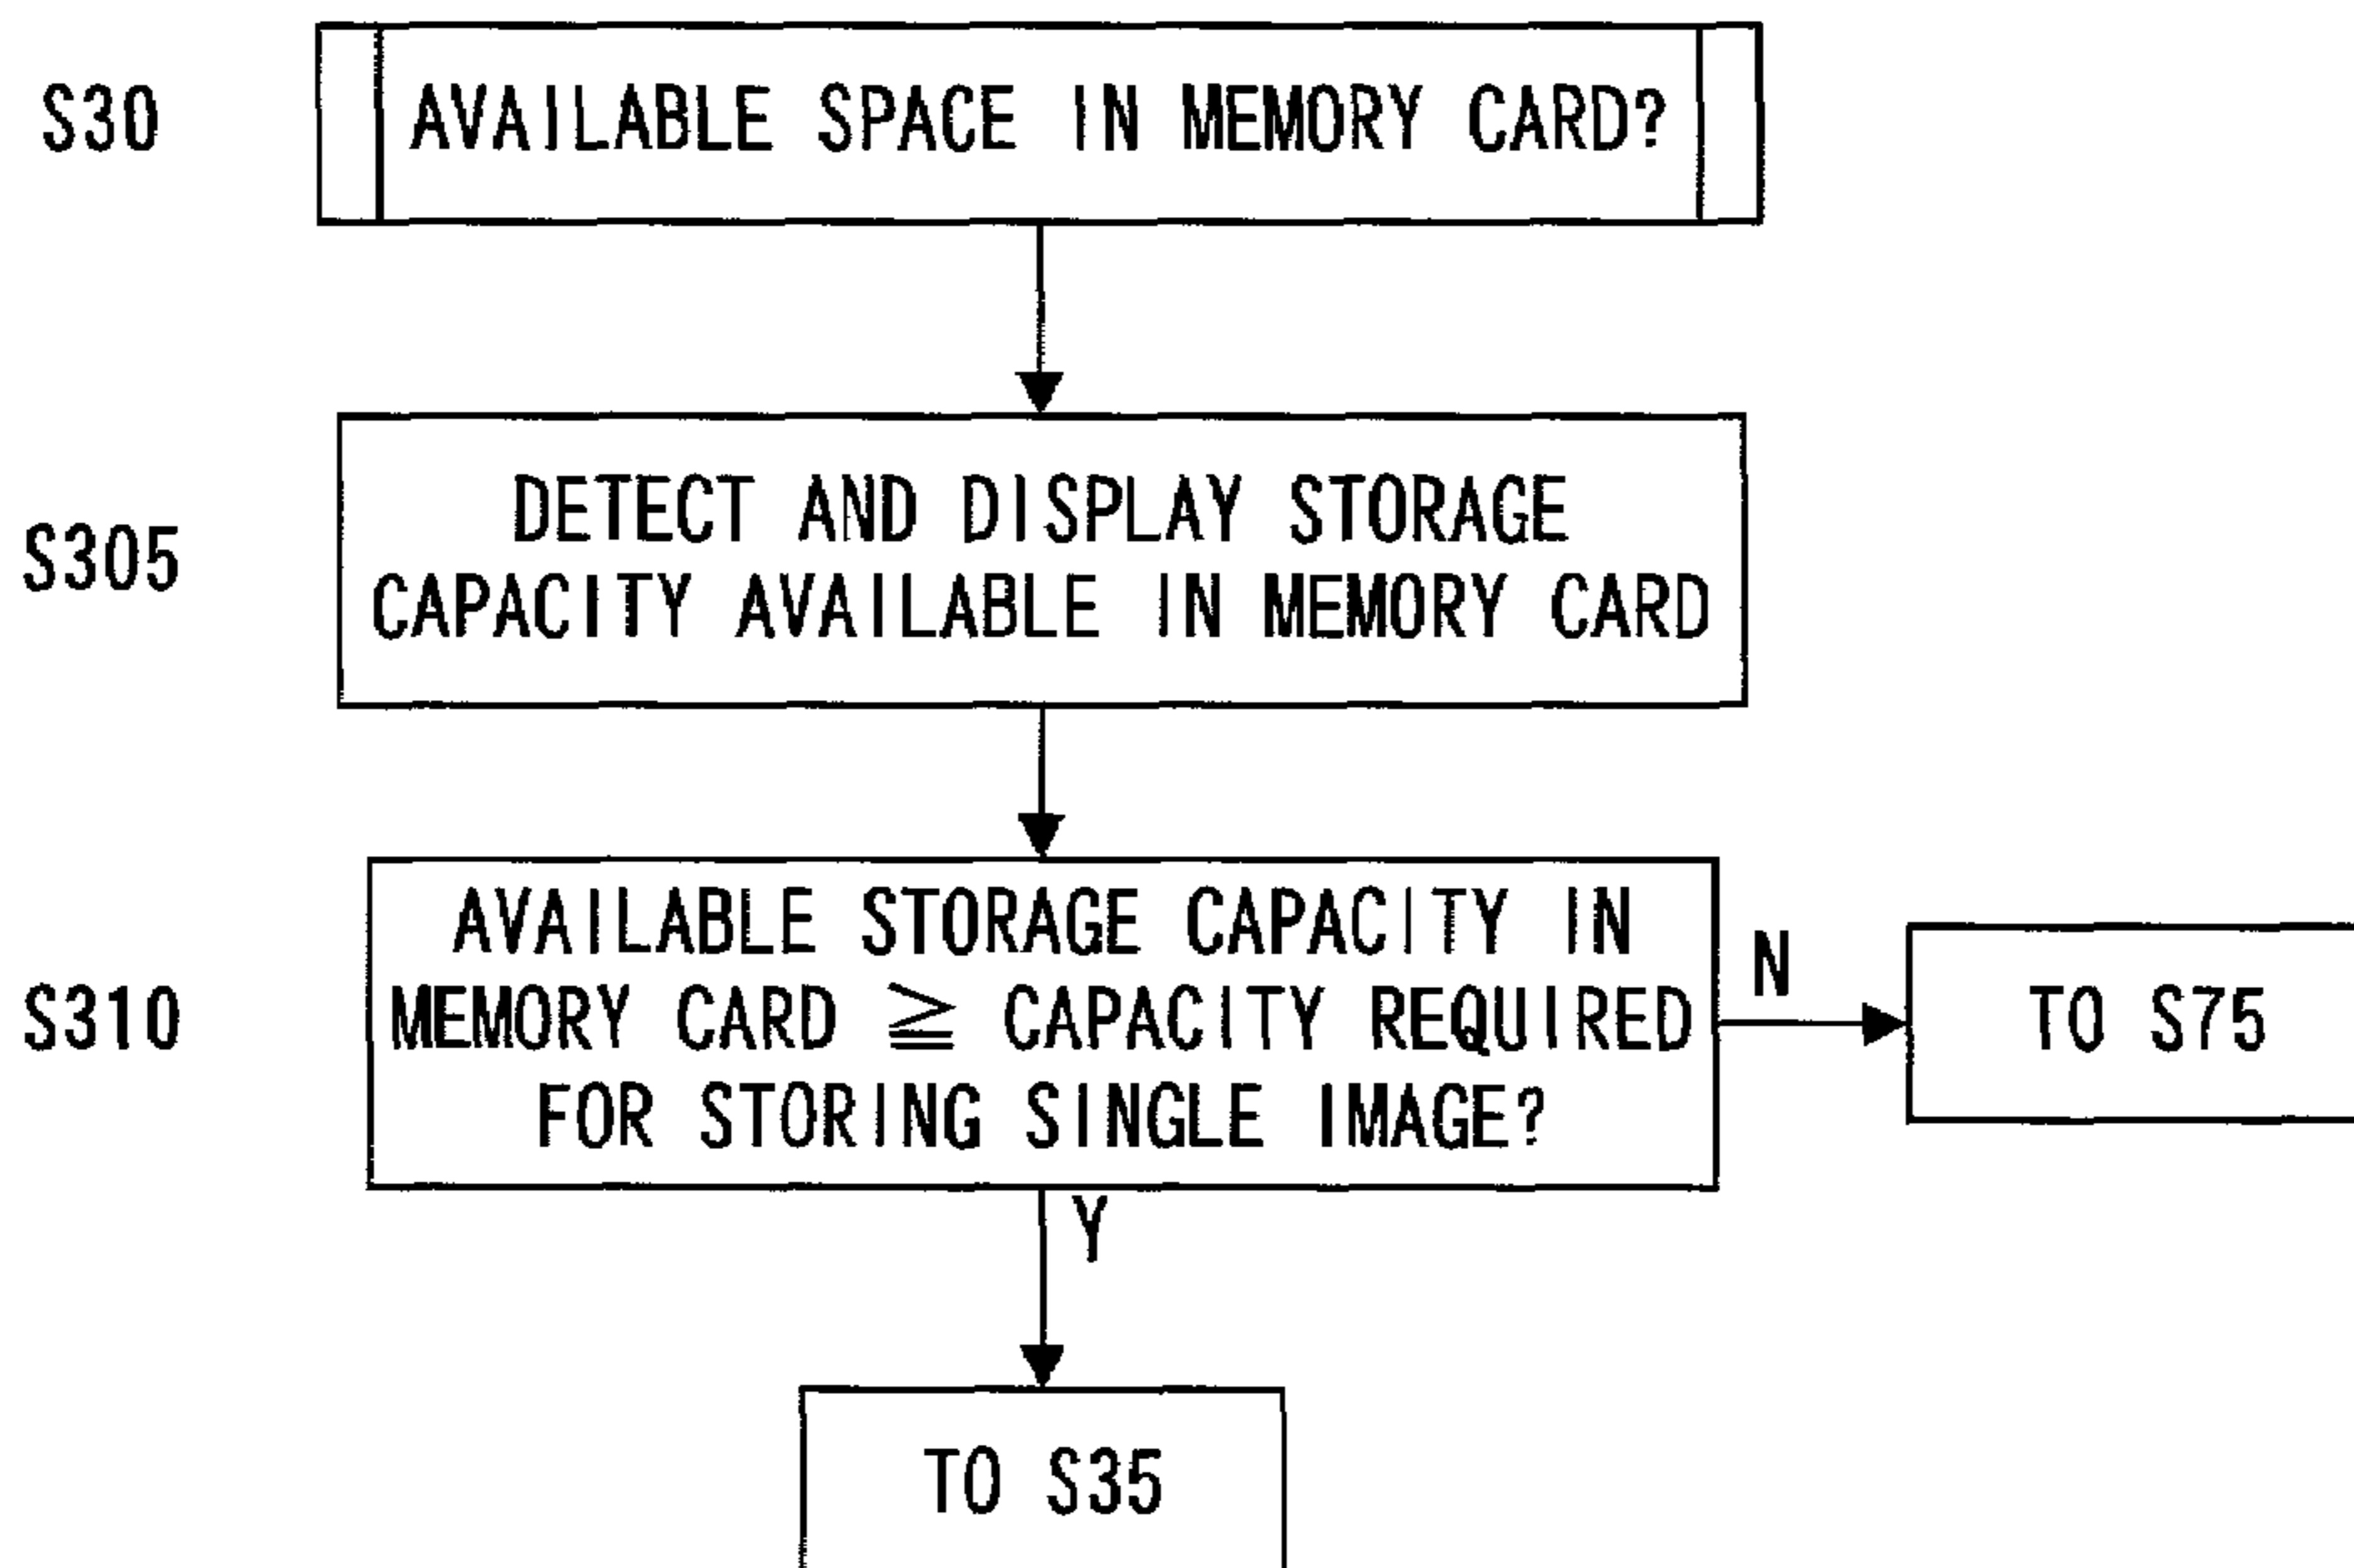 S30
AVAILABLE SPACE IN MEMORY CARD?
S305
DETECT AND DISPLAY STORAGE
CAPACITY AVAILABLE IN MEMORY CARD
S310
AVAILABLE STORAGE CAPACITY IN
MEMORY CARD ≧ CAPACITY REQUIRED
FOR STORING SINGLE IMAGE?
N
TO S75
Y
TO S35